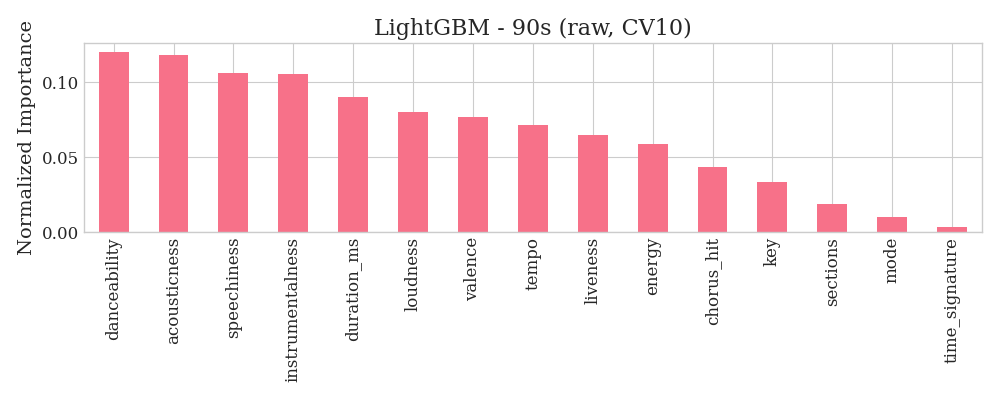 LightGBM - 90s (raw, CV10)
Normalized Importance
0.10
0.05
0.00
danceability
acousticness
speechiness
instrumentalness
duration_ms
loudness
valence
tempo
liveness
energy
chorus_hit
key
sections
mode
time_signature